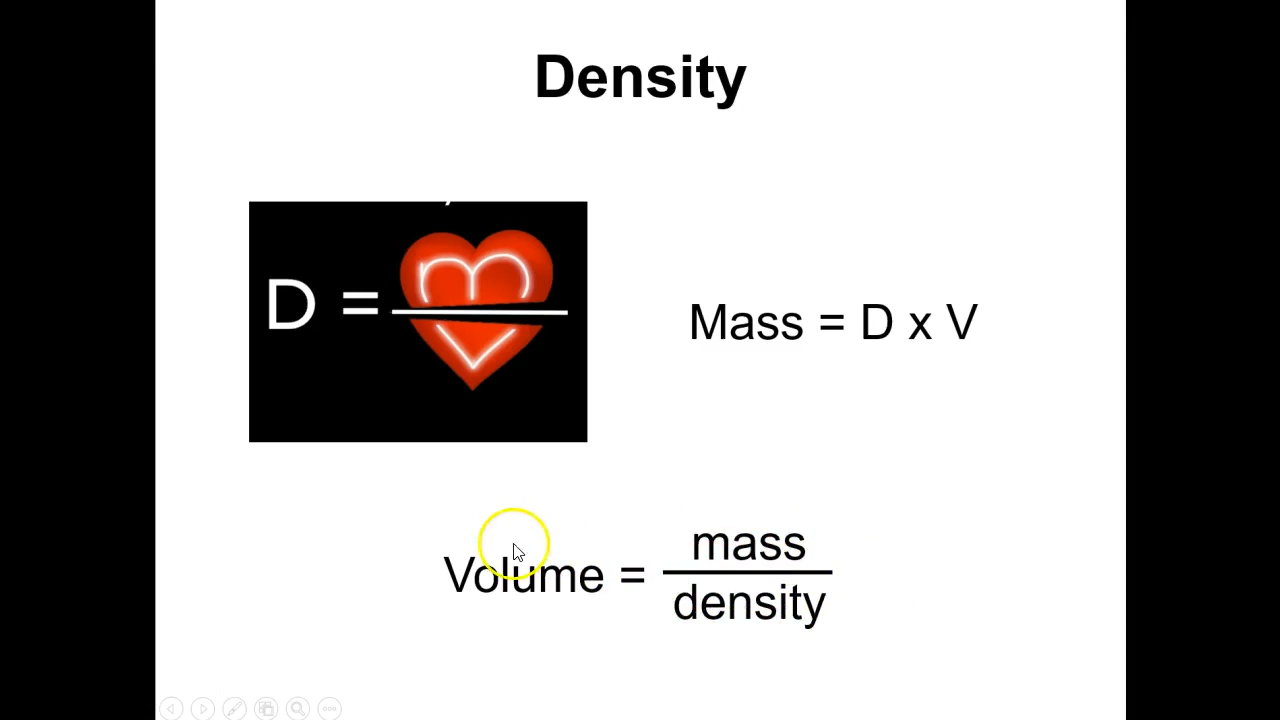 Density
D = m
V
Mass = D x V
Volume = mass
density